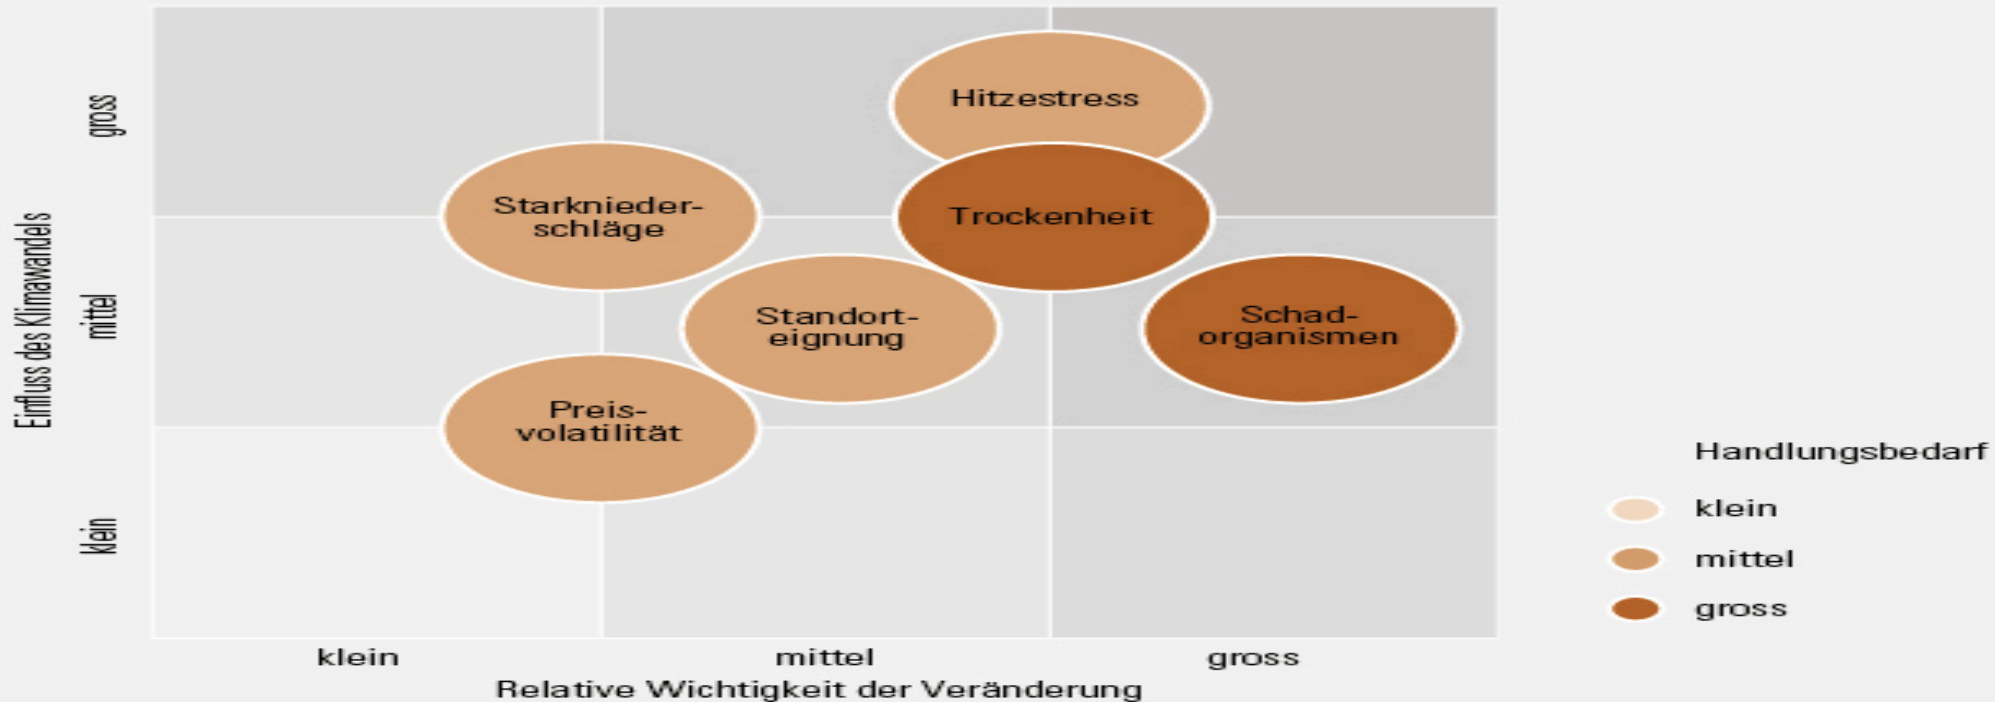 Einfluss des Klimawandels
gross
mittel
klein
Hitzestress
Starknieder-
schläge
Trockenheit
Standort-
eignung
Schad-
organismen
Preis-
volatilität
klein
mittel
gross
Relative Wichtigkeit der Veränderung
Handlungsbedarf
klein
mittel
gross